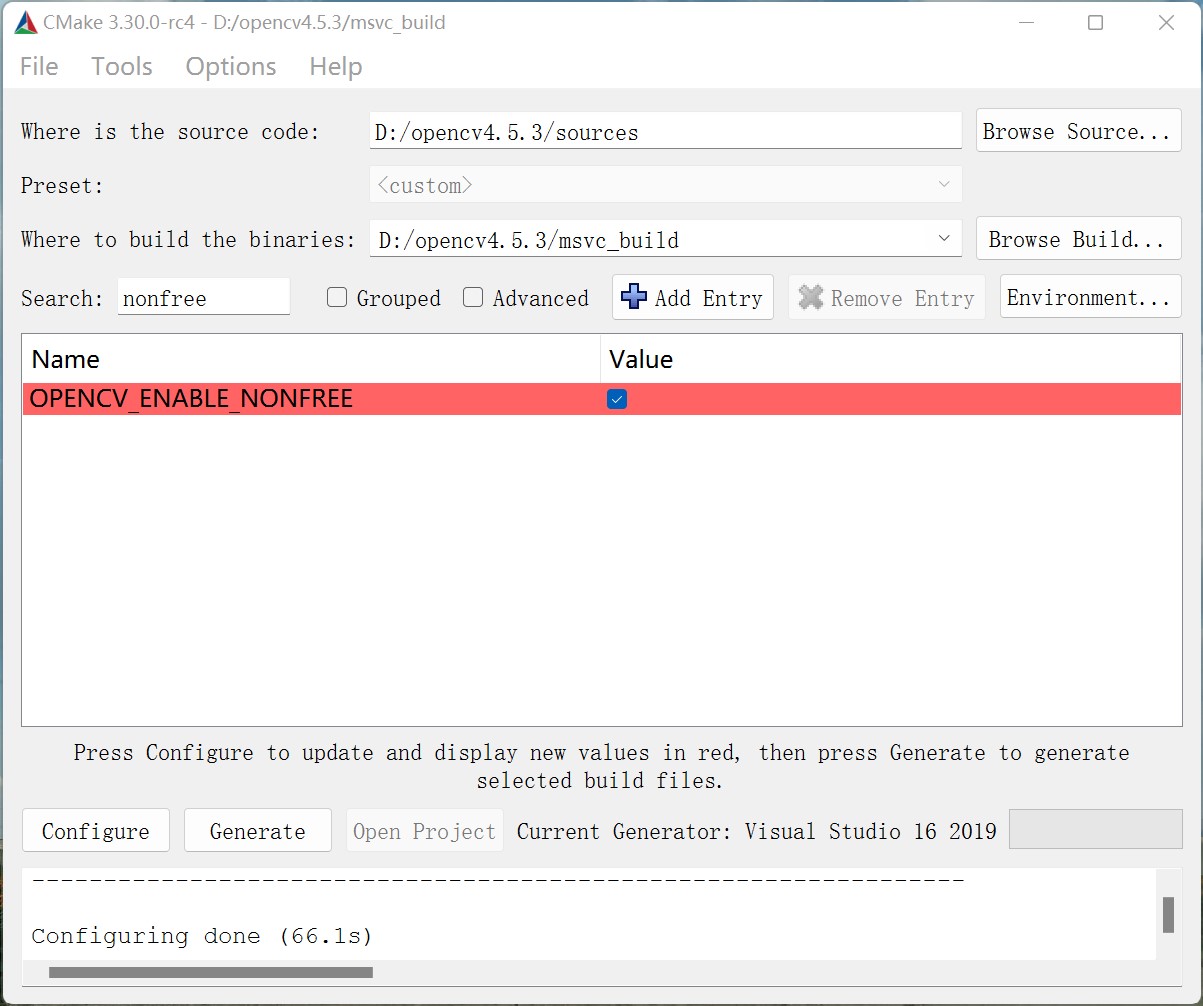 CMake 3.30.0-rc4 - D:/opencv4.5.3/msvc_build
File Tools Options Help
Where is the source code: D:/opencv4.5.3/sources Browse Source...
Preset: <custom>
Where to build the binaries: D:/opencv4.5.3/msvc_build Browse Build...
Search: nonfree Grouped Advanced Add Entry Remove Entry Environment...
Name Value
OPENCV_ENABLE_NONFREE
Press Configure to update and display new values in red, then press Generate to generate
selected build files.
Configure Generate Open Project Current Generator: Visual Studio 16 2019
-----------------------------------------------------------------
Configuring done (66.1s)